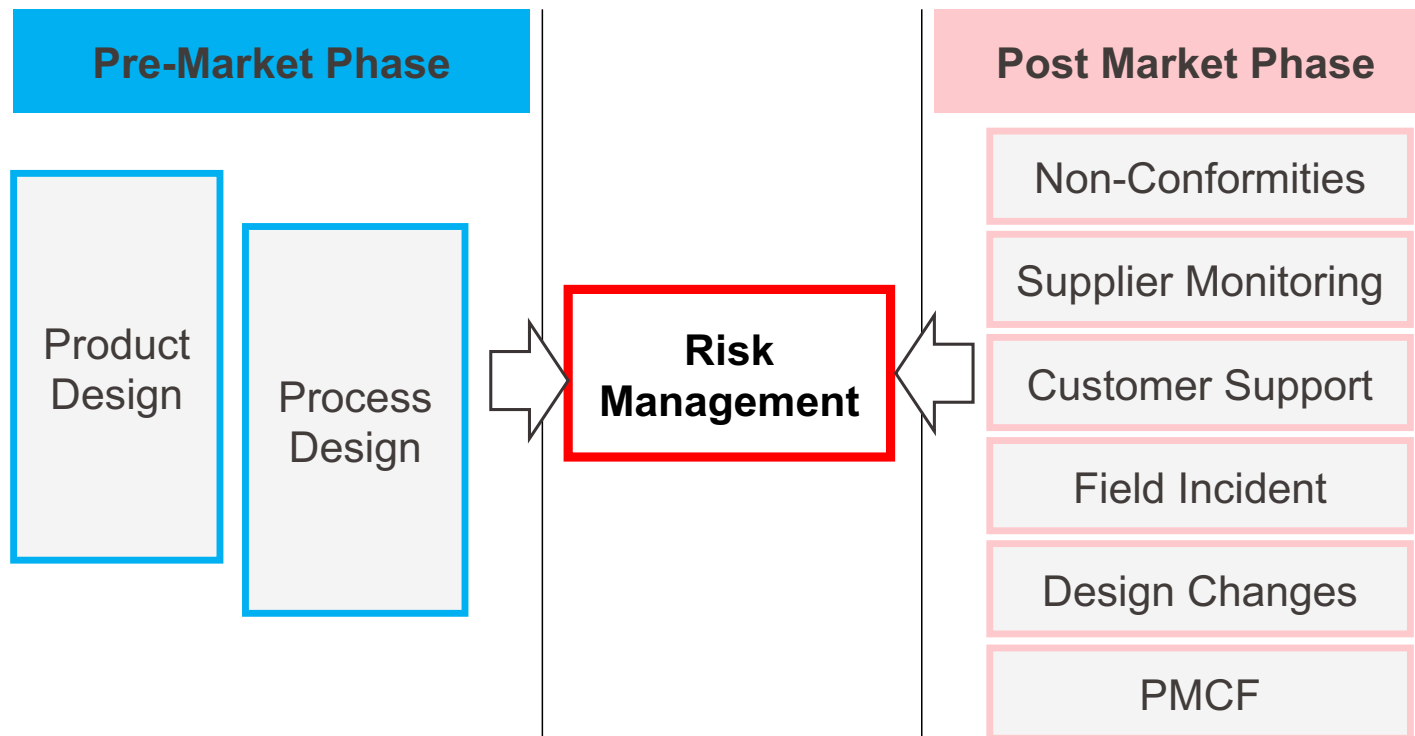 Pre-Market Phase
Post Market Phase
Product
Design
Process
Design
Risk
Management
Non-Conformities
Supplier Monitoring
Customer Support
Field Incident
Design Changes
PMCF